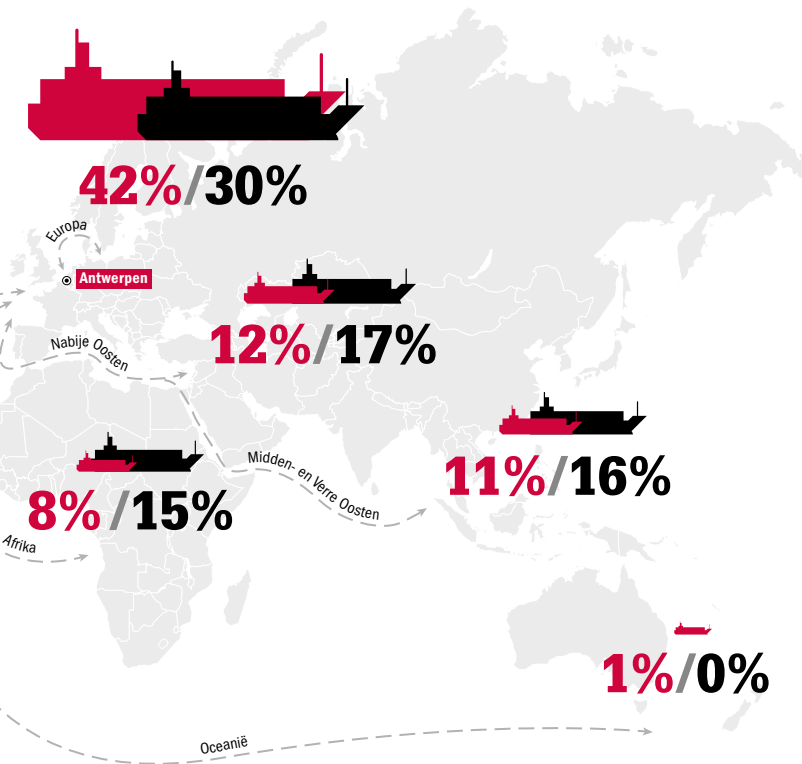 42%/30%
Europa
Antwerpen
12%/17%
Nabije Oosten
11%/16%
Midden- en Verre Oosten
8%/15%
Afrika
1%/0%
Oceanië